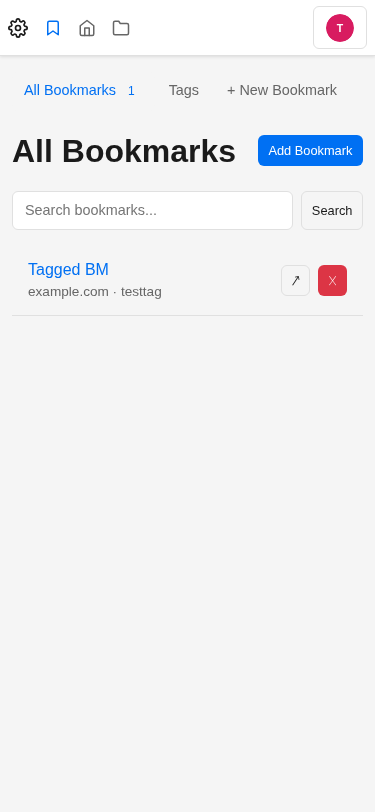 T
All Bookmarks 1 Tags + New Bookmark
All Bookmarks Add Bookmark
Search bookmarks... Search
Tagged BM
example.com · testtag
↗ X